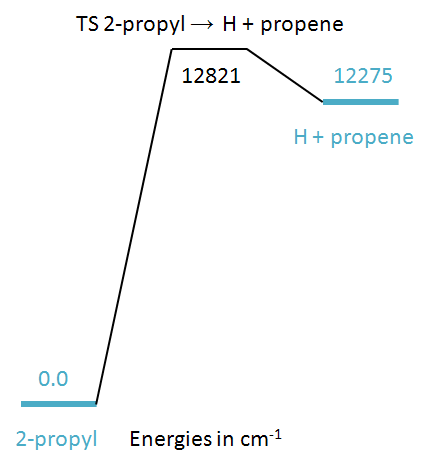 TS 2-propyl → H + propene
12821
12275
H + propene
0.0
2-propyl
Energies in cm⁻¹